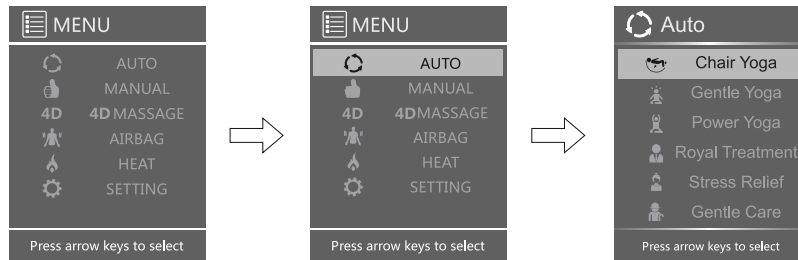 MENU
AUTO
MANUAL
4D 4D MASSAGE
AIRBAG
HEAT
SETTING
Press arrow keys to select
MENU
AUTO
MANUAL
4D 4D MASSAGE
AIRBAG
HEAT
SETTING
Press arrow keys to select
Auto
Chair Yoga
Gentle Yoga
Power Yoga
Royal Treatment
Stress Relief
Gentle Care
Press arrow keys to select